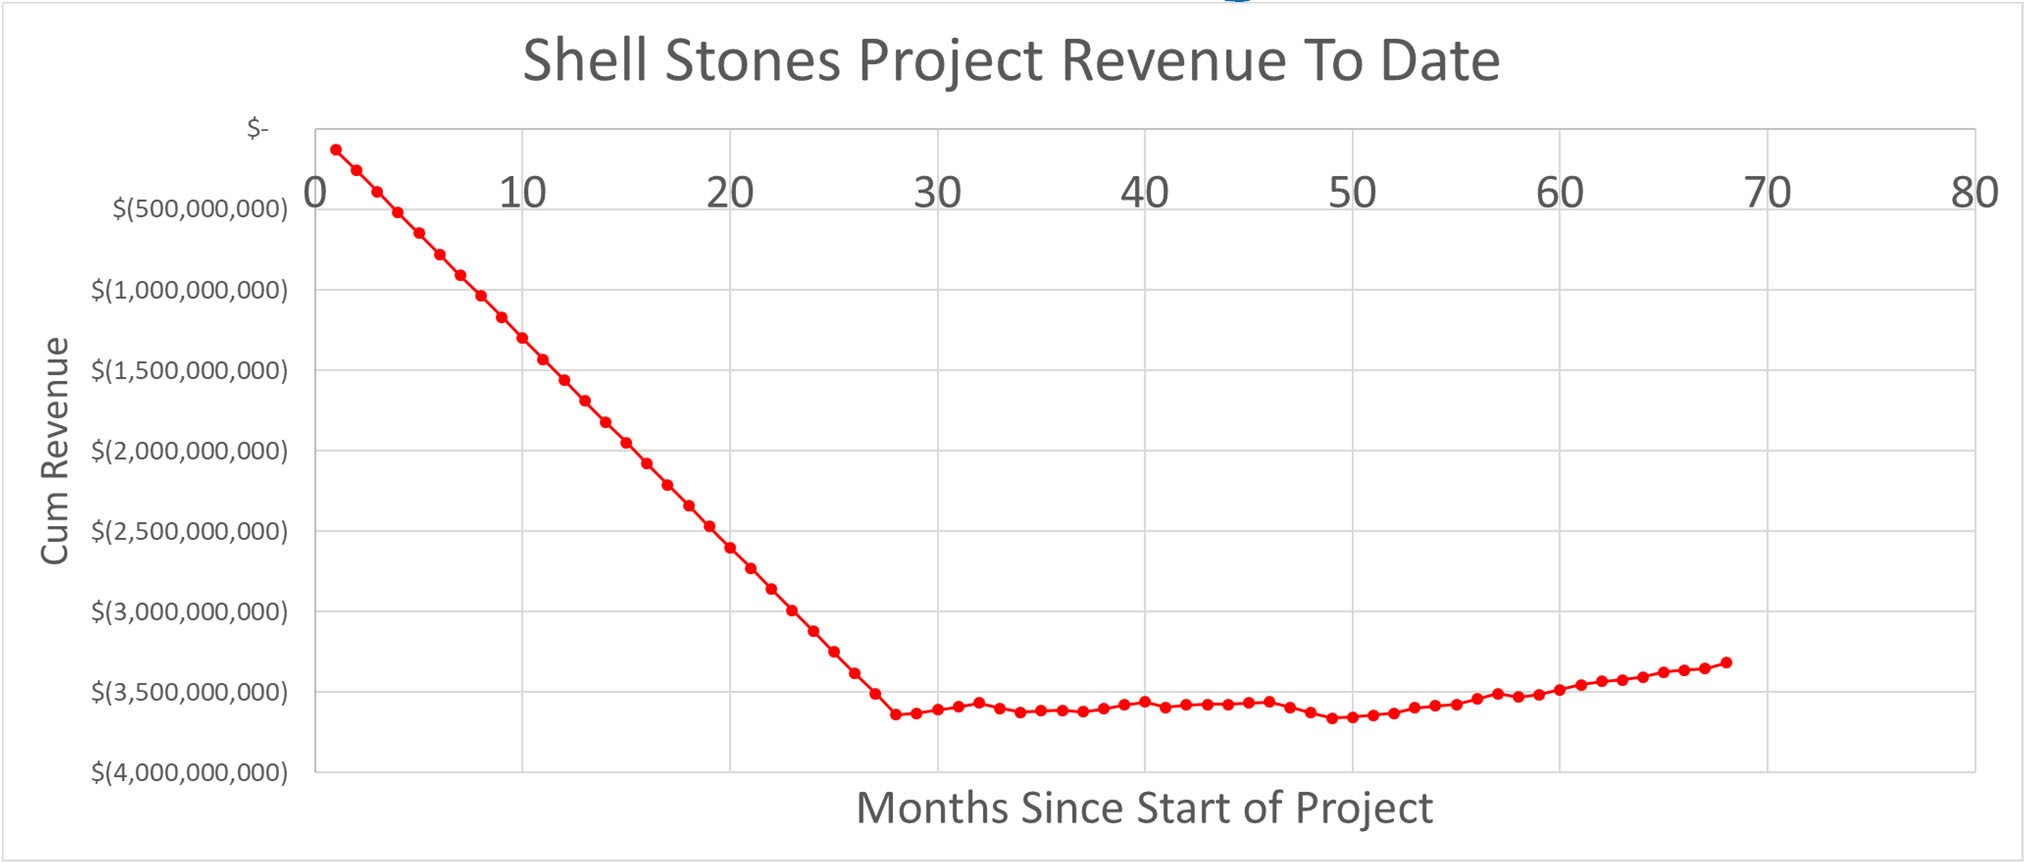 Shell Stones Project Revenue To Date
$-
0 10 20 30 40 50 60 70 80
$(500,000,000)
$(1,000,000,000)
$(1,500,000,000)
$(2,000,000,000)
$(2,500,000,000)
$(3,000,000,000)
$(3,500,000,000)
$(4,000,000,000)
Cum Revenue
Months Since Start of Project